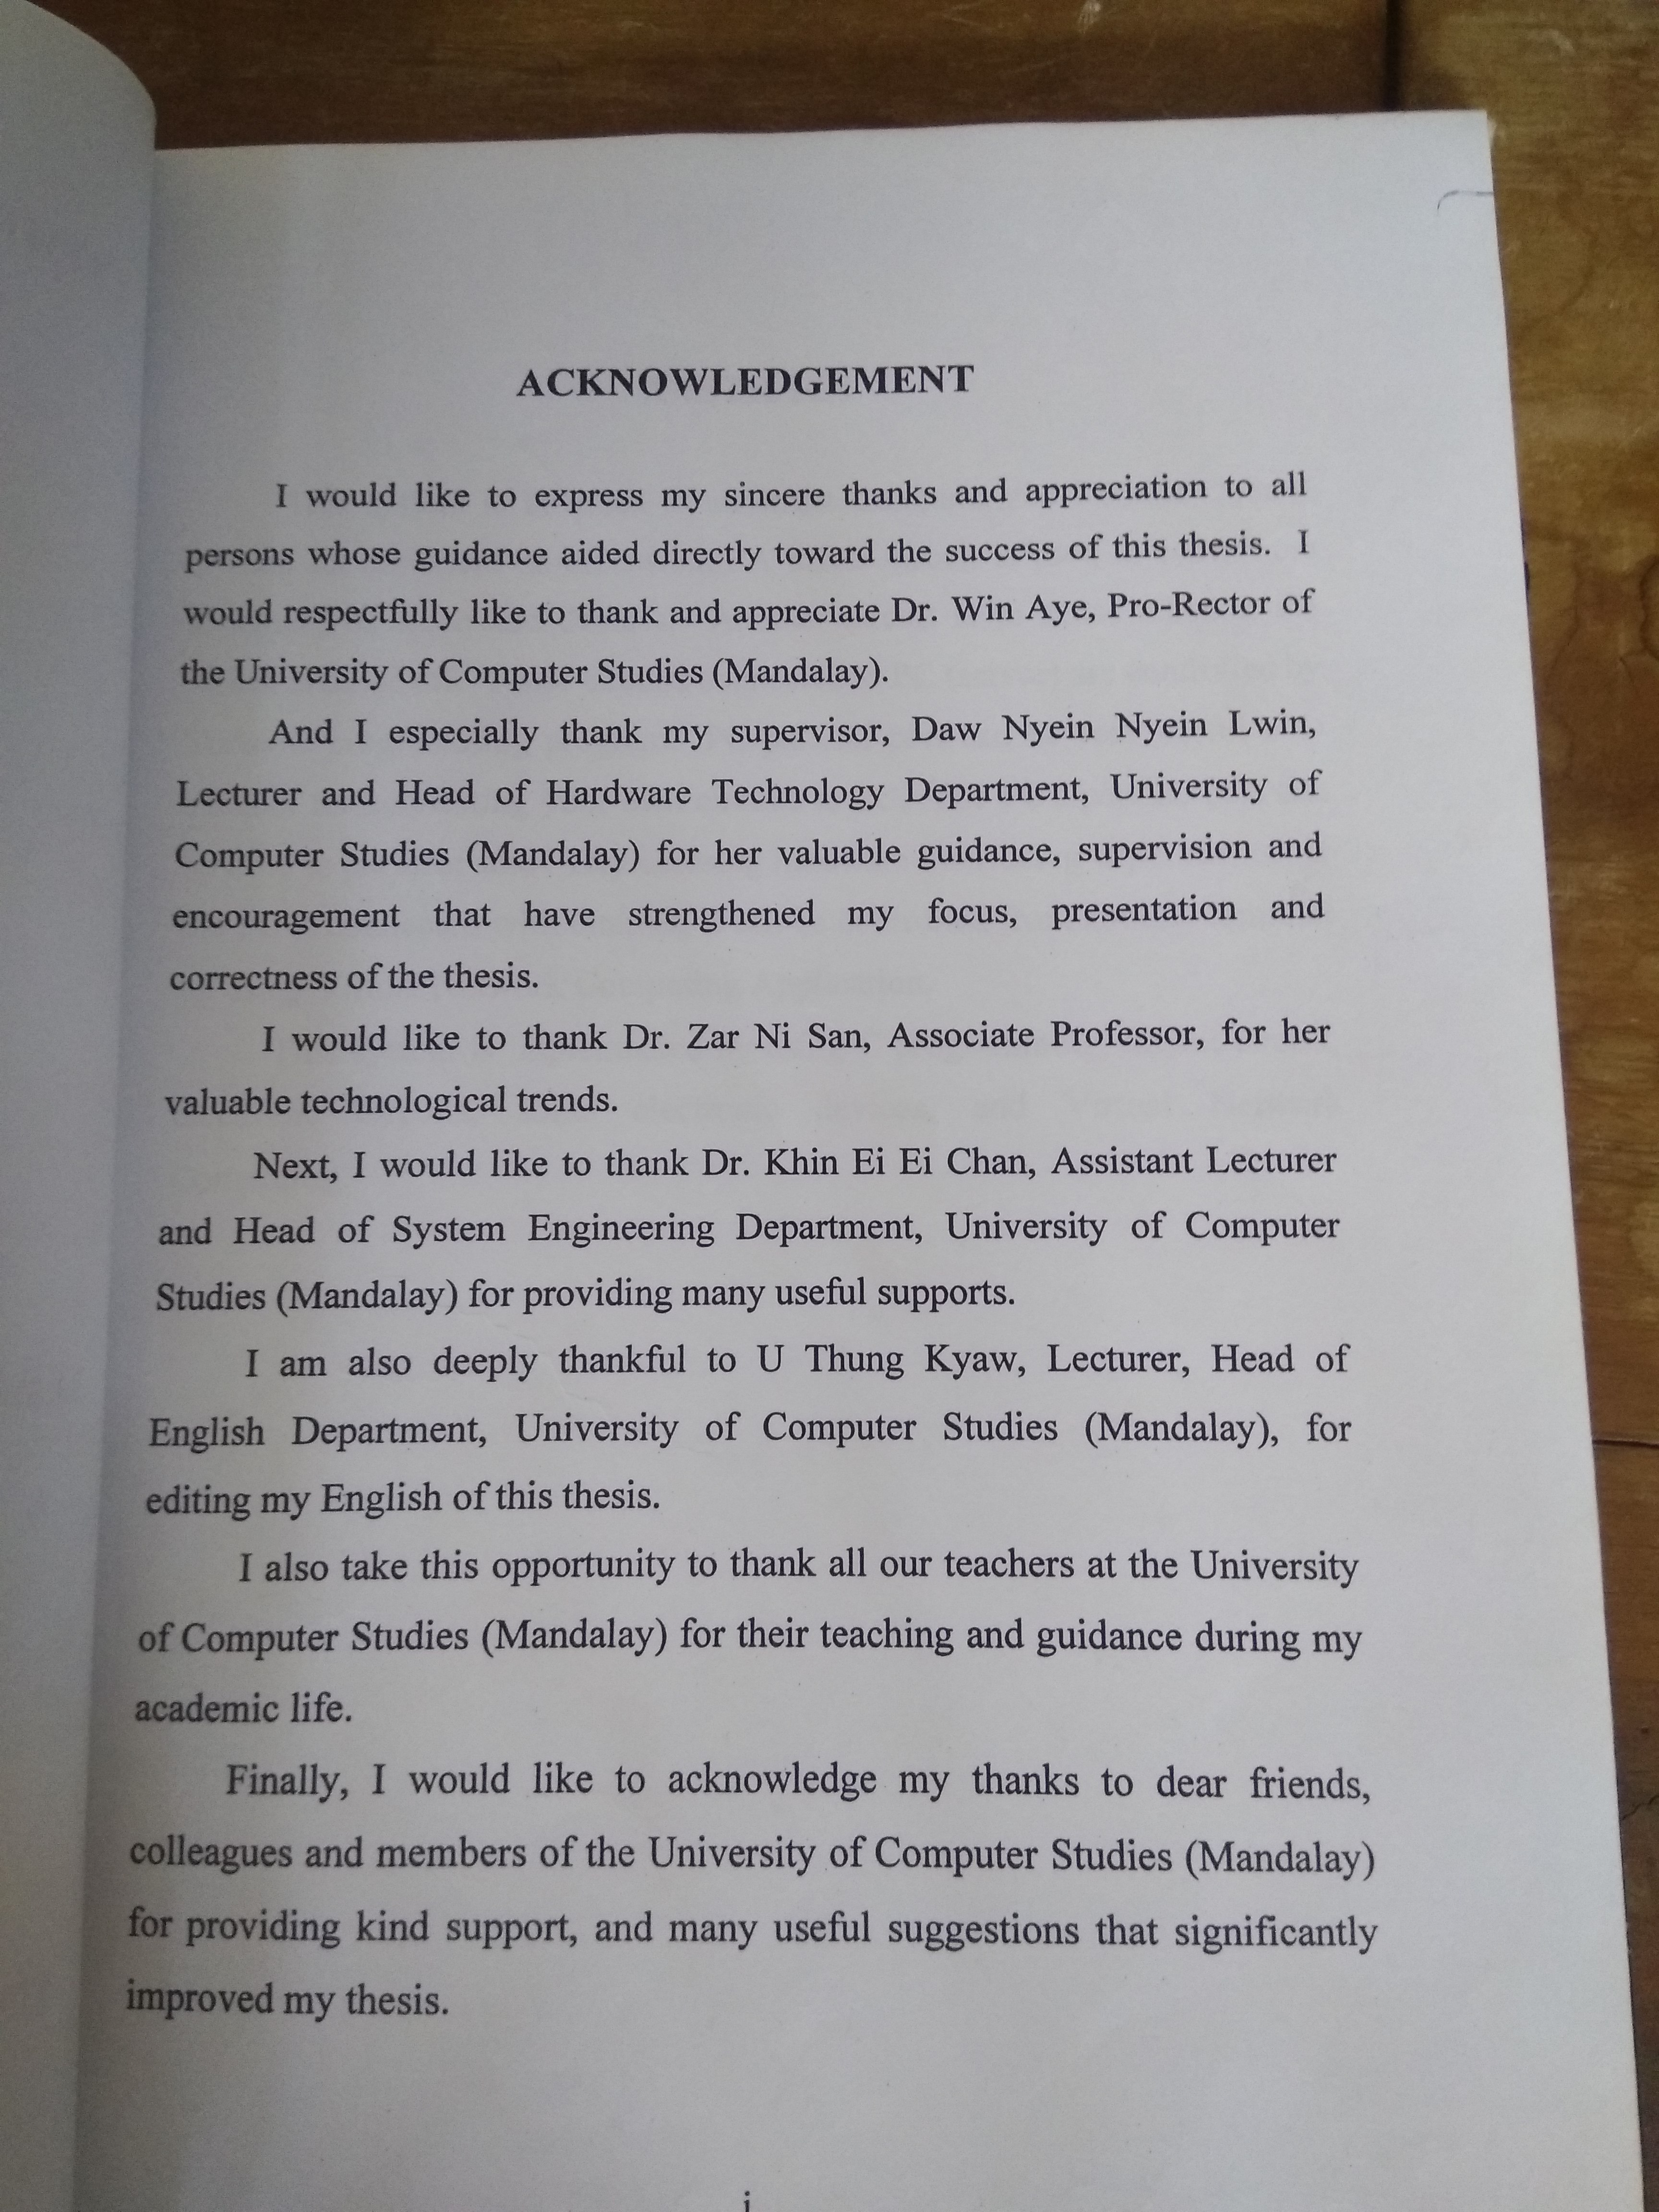 ACKNOWLEDGEMENT
I would like to express my sincere thanks and appreciation to all
persons whose guidance aided directly toward the success of this thesis. I
would respectfully like to thank and appreciate Dr. Win Aye, Pro-Rector of
the University of Computer Studies (Mandalay).
And I especially thank my supervisor, Daw Nyein Nyein Lwin,
Lecturer and Head of Hardware Technology Department, University of
Computer Studies (Mandalay) for her valuable guidance, supervision and
encouragement that have strengthened my focus, presentation and
correctness of the thesis.
I would like to thank Dr. Zar Ni San, Associate Professor, for her
valuable technological trends.
Next, I would like to thank Dr. Khin Ei Ei Chan, Assistant Lecturer
and Head of System Engineering Department, University of Computer
Studies (Mandalay) for providing many useful supports.
I am also deeply thankful to U Thung Kyaw, Lecturer, Head of
English Department, University of Computer Studies (Mandalay), for
editing my English of this thesis.
I also take this opportunity to thank all our teachers at the University
of Computer Studies (Mandalay) for their teaching and guidance during my
academic life.
Finally, I would like to acknowledge my thanks to dear friends,
colleagues and members of the University of Computer Studies (Mandalay)
for providing kind support, and many useful suggestions that significantly
improved my thesis.
i